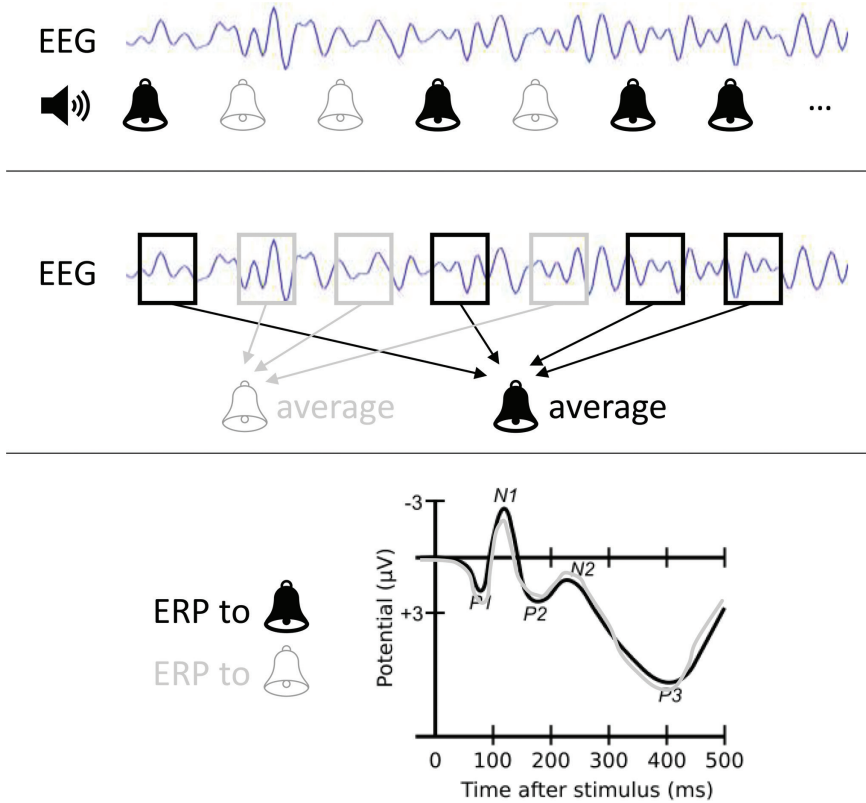 EEG
...
EEG
average
average
ERP to
ERP to
Potential (µV)
-3
+3
N1
P1
P2
N2
P3
0 100 200 300 400 500
Time after stimulus (ms)